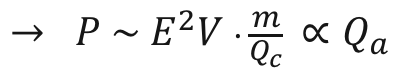 → P ~ E²V · m/Q_c ∝ Q_a